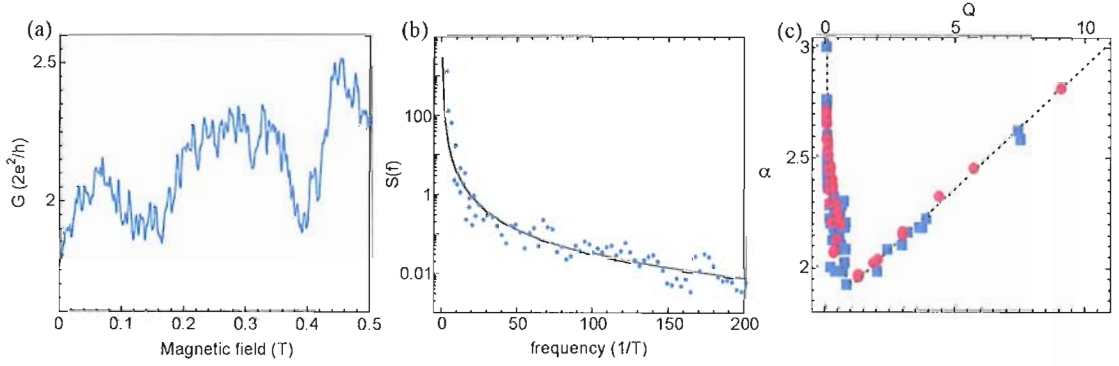 (a)
2.5
2
G (2e²/h)
0 0.1 0.2 0.3 0.4 0.5
Magnetic field (T)
(b)
100
1
0.01
S(f)
0 50 100 150 200
frequency (1/T)
(c)
Q
0 5 10
3
2.5
2
α